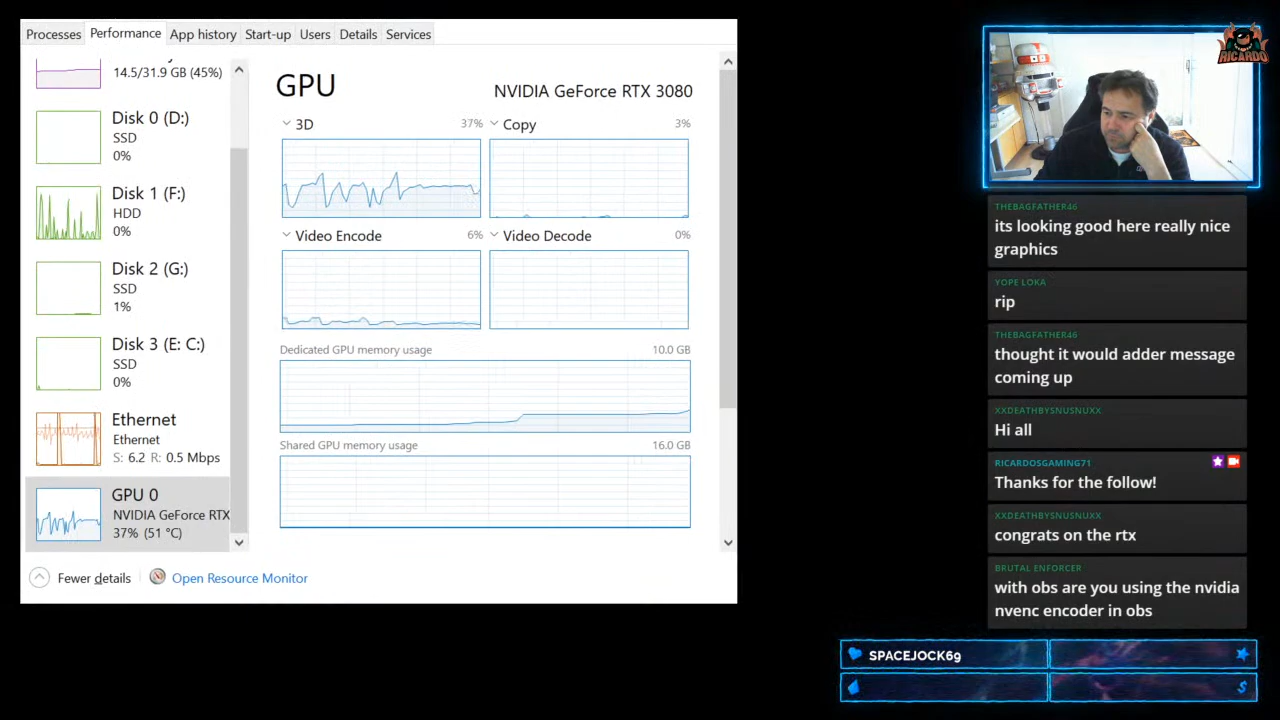 Processes Performance App history Start-up Users Details Services
14.5/31.9 GB (45%)
Disk 0 (D:)
SSD
0%
Disk 1 (F:)
HDD
0%
Disk 2 (G:)
SSD
1%
Disk 3 (E: C:)
SSD
0%
Ethernet
Ethernet
S: 6.2 R: 0.5 Mbps
GPU 0
NVIDIA GeForce RTX
37% (51 °C)
GPU NVIDIA GeForce RTX 3080
3D 37% Copy 3%
Video Encode 6% Video Decode 0%
Dedicated GPU memory usage 10.0 GB
Shared GPU memory usage 16.0 GB
Fewer details Open Resource Monitor
RICARDO
THEBAGFATHER46
its looking good here really nice
graphics
YOPE LOKA
rip
THEBAGFATHER46
thought it would adder message
coming up
XXDEATHBYSNUSNUXX
Hi all
RICARDOSGAMING71
Thanks for the follow!
XXDEATHBYSNUSNUXX
congrats on the rtx
BRUTAL ENFORCER
with obs are you using the nvidia
nvenc encoder in obs
SPACEJOCK69